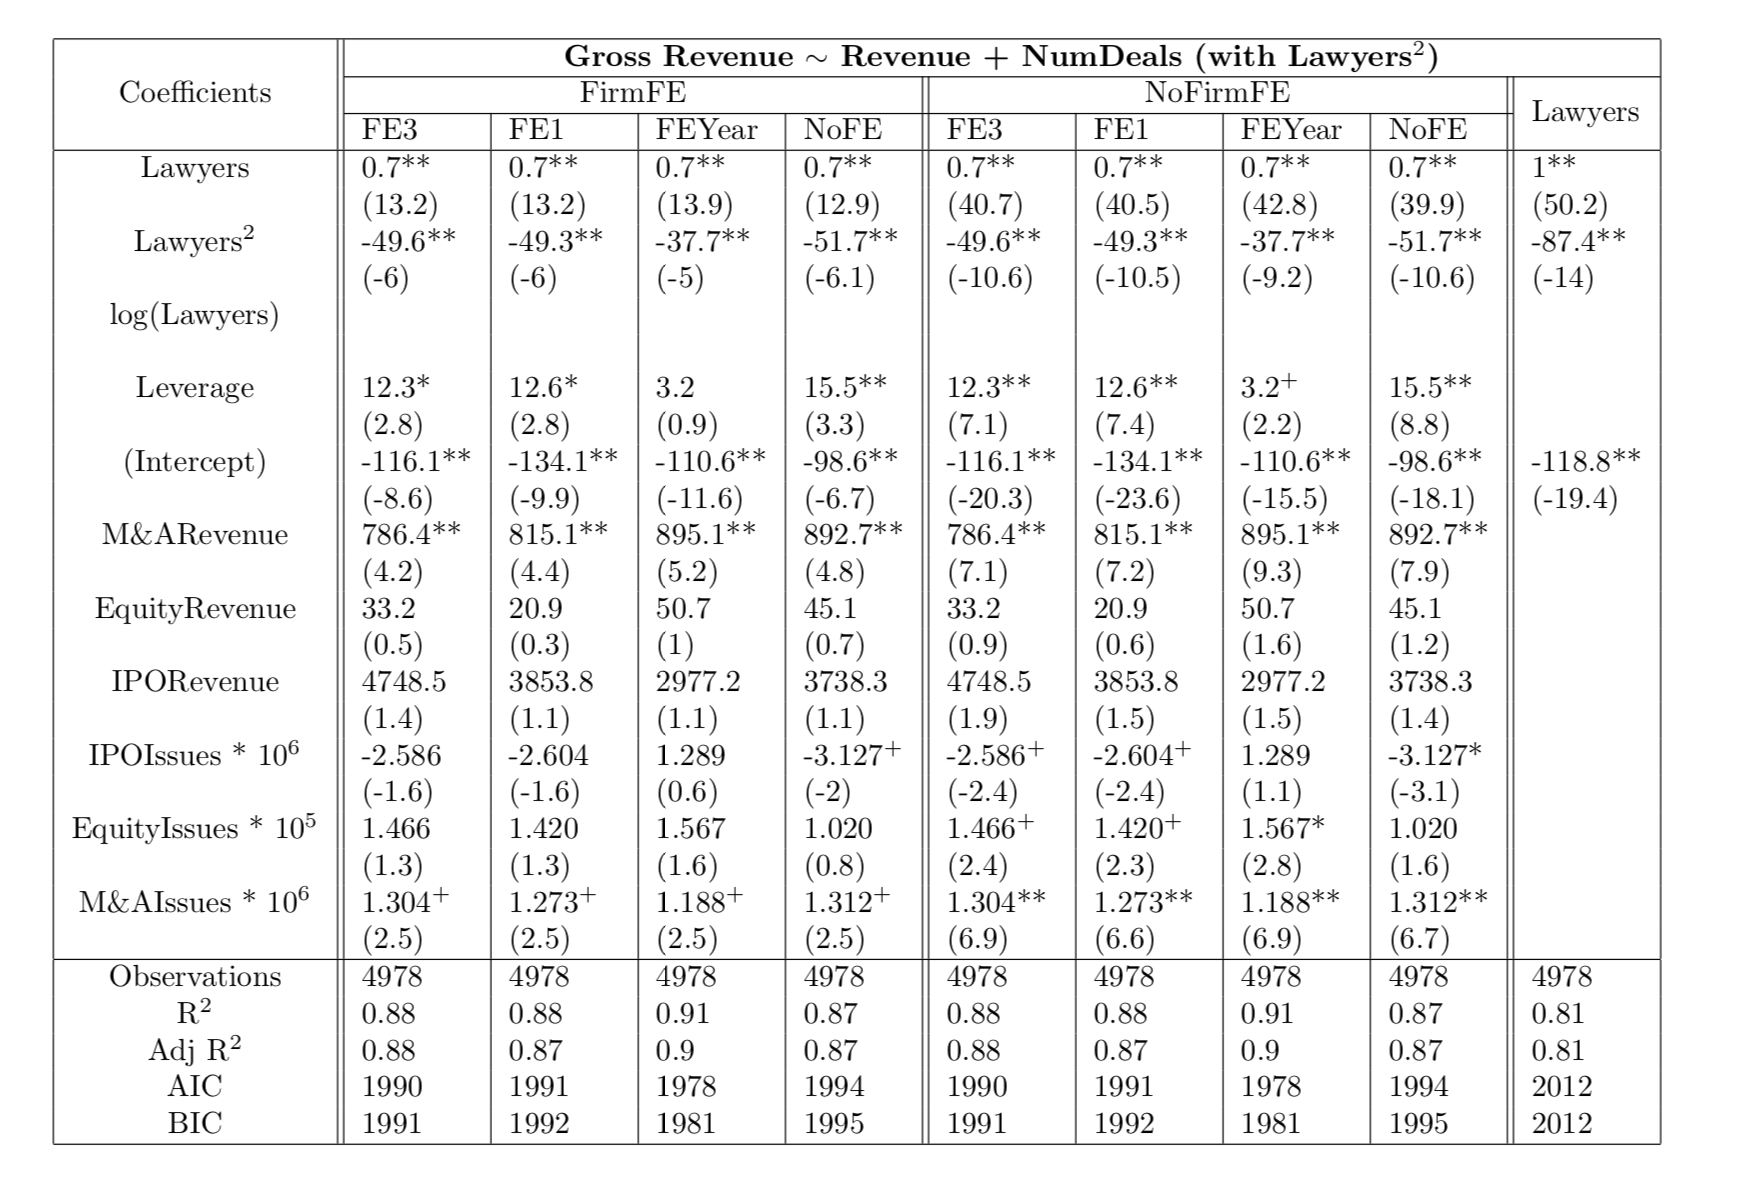 Gross Revenue ∼ Revenue + NumDeals (with Lawyers²)
Coefficients FirmFE NoFirmFE Lawyers
FE3 FE1 FEYear NoFE FE3 FE1 FEYear NoFE
Lawyers 0.7** 0.7** 0.7** 0.7** 0.7** 0.7** 0.7** 0.7** 1**
(13.2) (13.2) (13.9) (12.9) (40.7) (40.5) (42.8) (39.9) (50.2)
Lawyers² -49.6** -49.3** -37.7** -51.7** -49.6** -49.3** -37.7** -51.7** -87.4**
(-6) (-6) (-5) (-6.1) (-10.6) (-10.5) (-9.2) (-10.6) (-14)
log(Lawyers)
Leverage 12.3* 12.6* 3.2 15.5** 12.3** 12.6** 3.2⁺ 15.5**
(2.8) (2.8) (0.9) (3.3) (7.1) (7.4) (2.2) (8.8)
(Intercept) -116.1** -134.1** -110.6** -98.6** -116.1** -134.1** -110.6** -98.6** -118.8**
(-8.6) (-9.9) (-11.6) (-6.7) (-20.3) (-23.6) (-15.5) (-18.1) (-19.4)
M&ARevenue 786.4** 815.1** 895.1** 892.7** 786.4** 815.1** 895.1** 892.7**
(4.2) (4.4) (5.2) (4.8) (7.1) (7.2) (9.3) (7.9)
EquityRevenue 33.2 20.9 50.7 45.1 33.2 20.9 50.7 45.1
(0.5) (0.3) (1) (0.7) (0.9) (0.6) (1.6) (1.2)
IPORevenue 4748.5 3853.8 2977.2 3738.3 4748.5 3853.8 2977.2 3738.3
(1.4) (1.1) (1.1) (1.1) (1.9) (1.5) (1.5) (1.4)
IPOIssues * 10⁶ -2.586 -2.604 1.289 -3.127⁺ -2.586⁺ -2.604⁺ 1.289 -3.127*
(-1.6) (-1.6) (0.6) (-2) (-2.4) (-2.4) (1.1) (-3.1)
EquityIssues * 10⁵ 1.466 1.420 1.567 1.020 1.466⁺ 1.420⁺ 1.567* 1.020
(1.3) (1.3) (1.6) (0.8) (2.4) (2.3) (2.8) (1.6)
M&AIssues * 10⁶ 1.304⁺ 1.273⁺ 1.188⁺ 1.312⁺ 1.304** 1.273** 1.188** 1.312**
(2.5) (2.5) (2.5) (2.5) (6.9) (6.6) (6.9) (6.7)
Observations 4978 4978 4978 4978 4978 4978 4978 4978 4978
R² 0.88 0.88 0.91 0.87 0.88 0.88 0.91 0.87 0.81
Adj R² 0.88 0.87 0.9 0.87 0.88 0.87 0.9 0.87 0.81
AIC 1990 1991 1978 1994 1990 1991 1978 1994 2012
BIC 1991 1992 1981 1995 1991 1992 1981 1995 2012